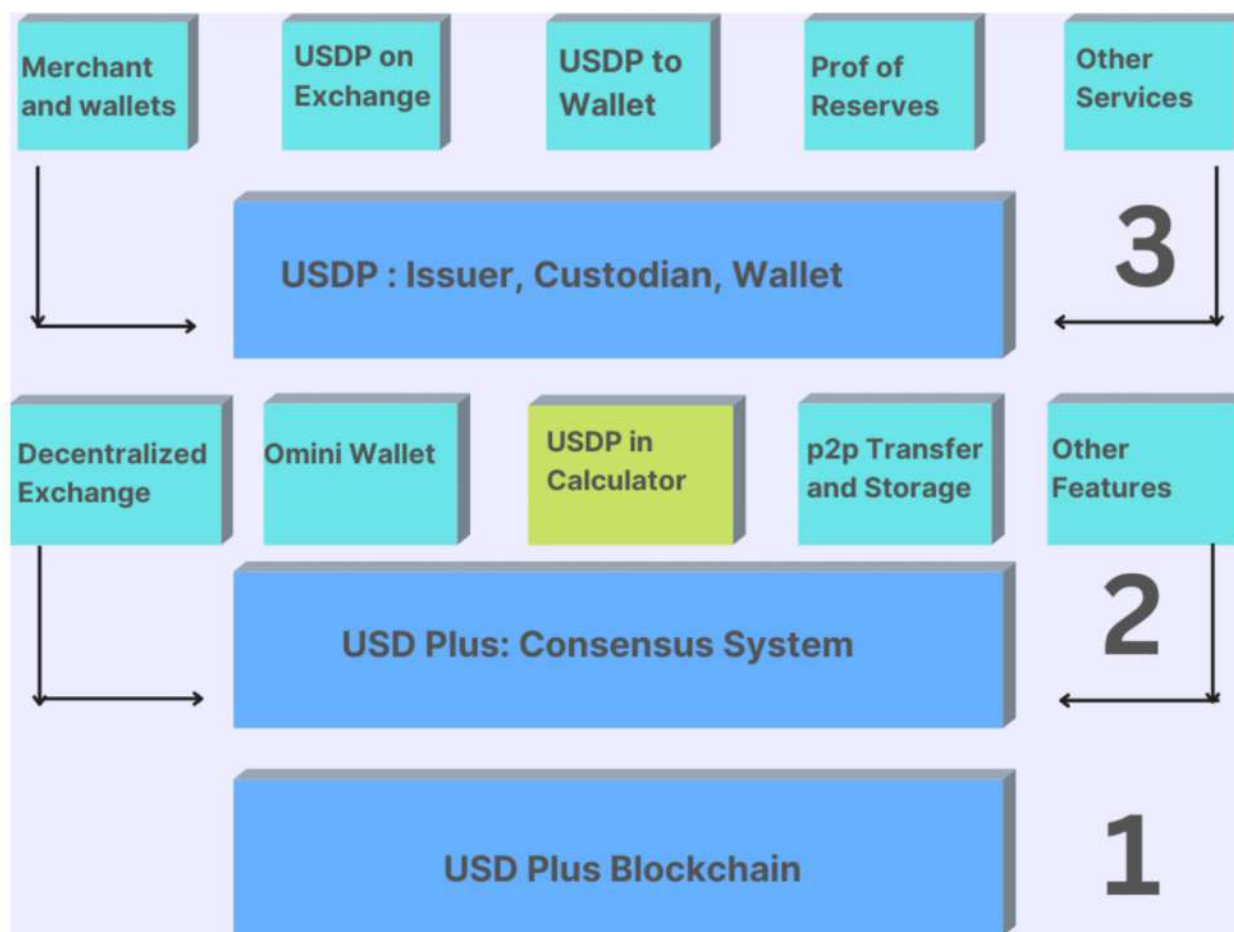 Merchant
and wallets
USDP on
Exchange
USDP to
Wallet
Prof of
Reserves
Other
Services
USDP : Issuer, Custodian, Wallet
3
Decentralized
Exchange
Omini Wallet
USDP in
Calculator
p2p Transfer
and Storage
Other
Features
USD Plus: Consensus System
2
USD Plus Blockchain
1